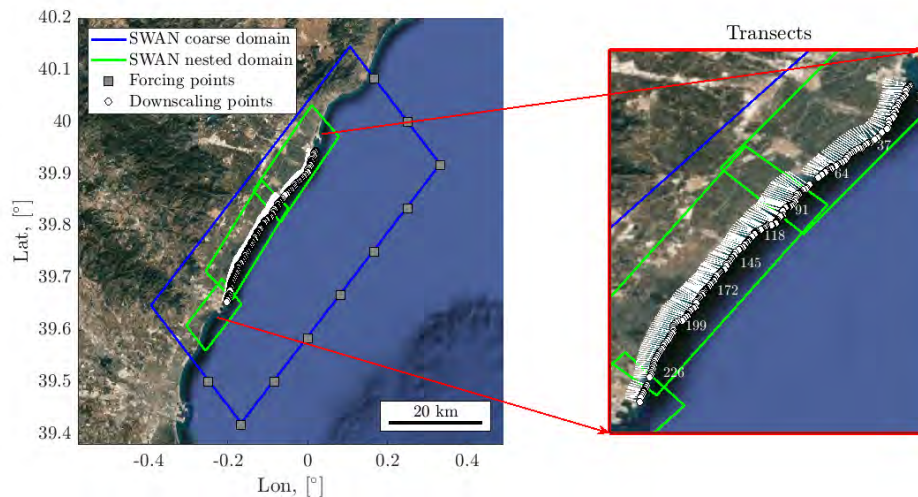 SWAN coarse domain
SWAN nested domain
Forcing points
Downscaling points
40.2
40.1
40
39.9
39.8
39.7
39.6
39.5
39.4
Lat, [°]
-0.4
-0.2
0
0.2
0.4
Lon, [°]
20 km
Transects
37
64
91
118
145
172
199
226